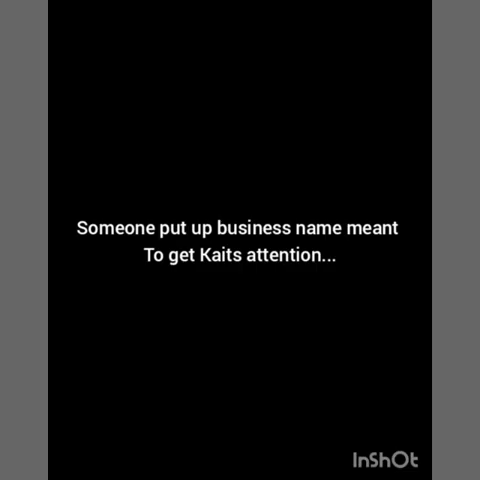 Someone put up business name meant
To get Kaits attention...
InShOt